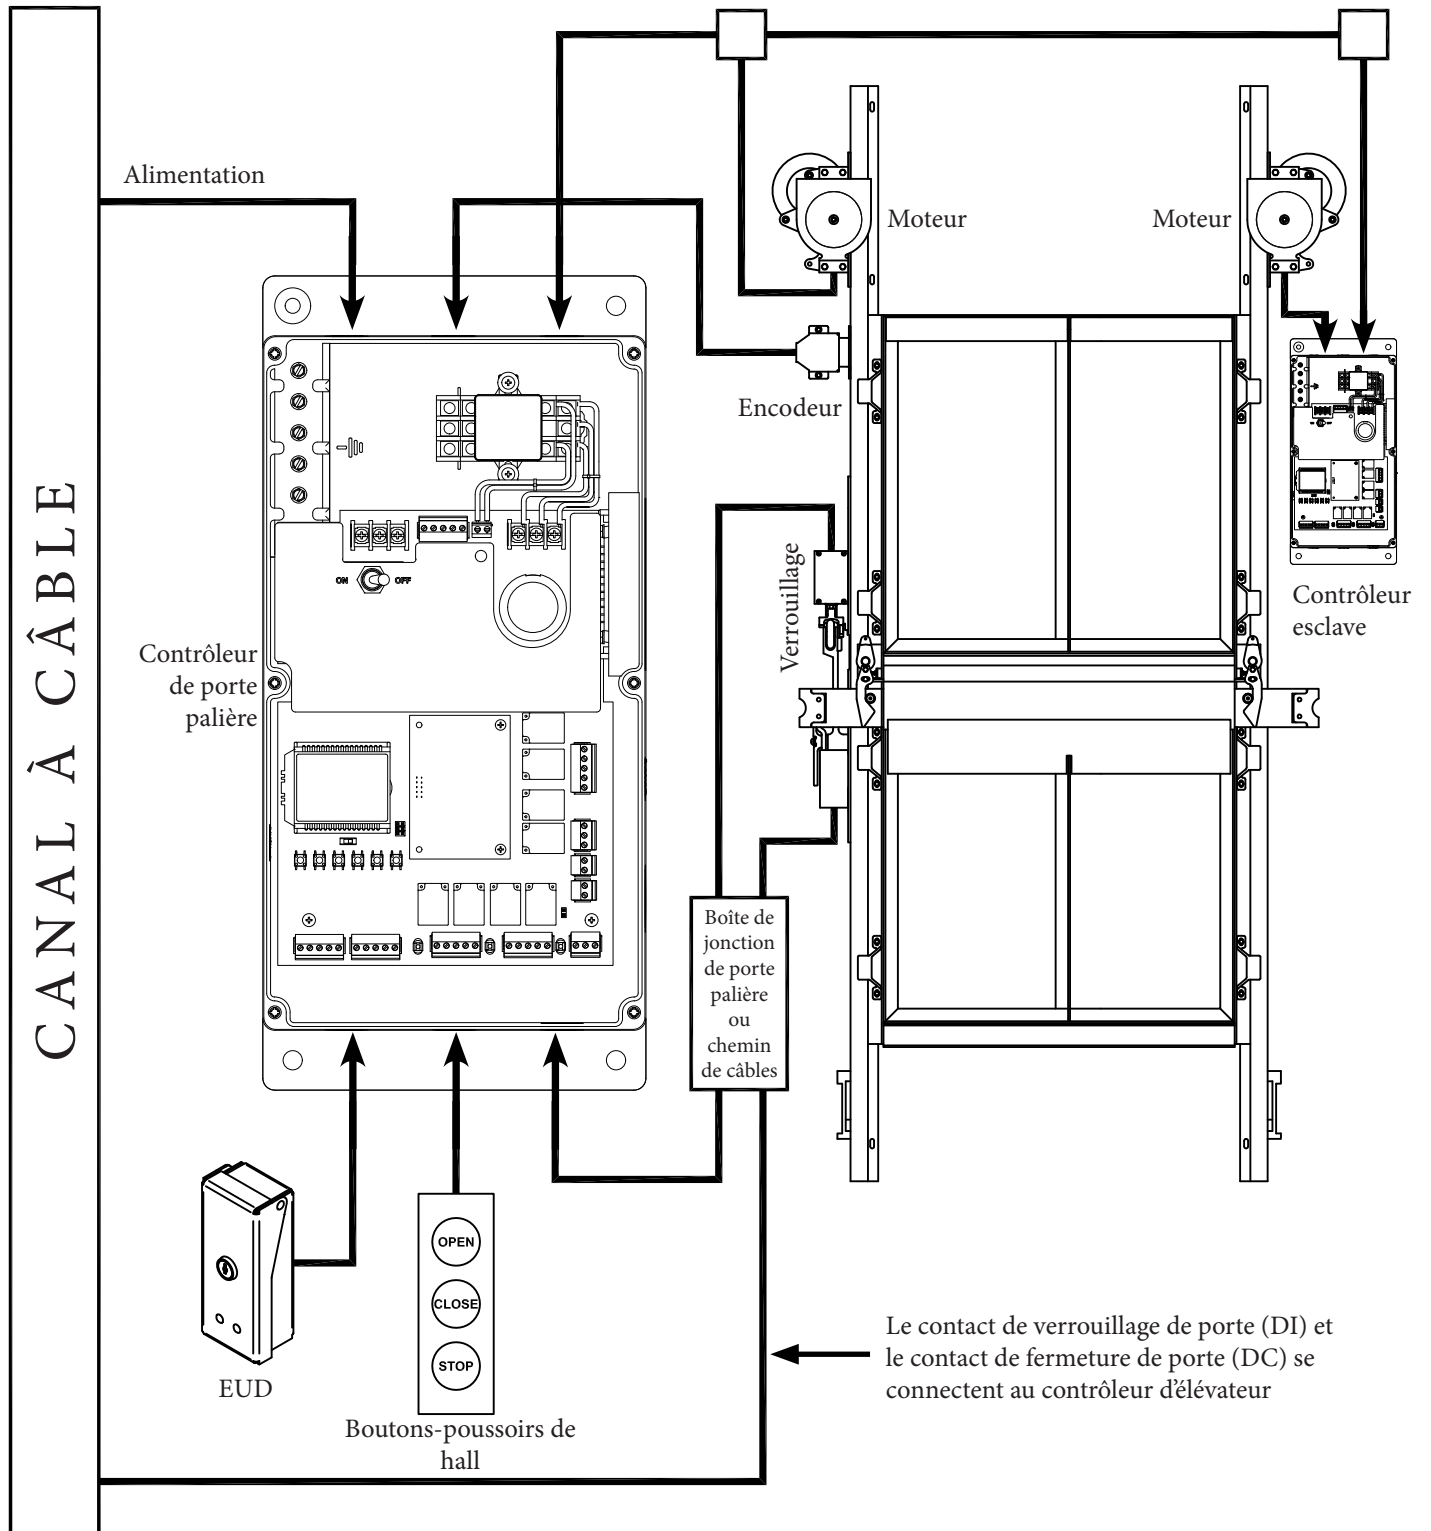 Alimentation
Moteur
Moteur
Encodeur
CANAL À CÂBLE
ON
OFF
Verrouillage
Contrôleur
esclave
Contrôleur
de porte
palière
Boîte de
jonction
de porte
palière
ou
chemin
de câbles
OPEN
CLOSE
STOP
EUD
Boutons-poussoirs de
hall
Le contact de verrouillage de porte (DI) et
le contact de fermeture de porte (DC) se
connectent au contrôleur d'élévateur